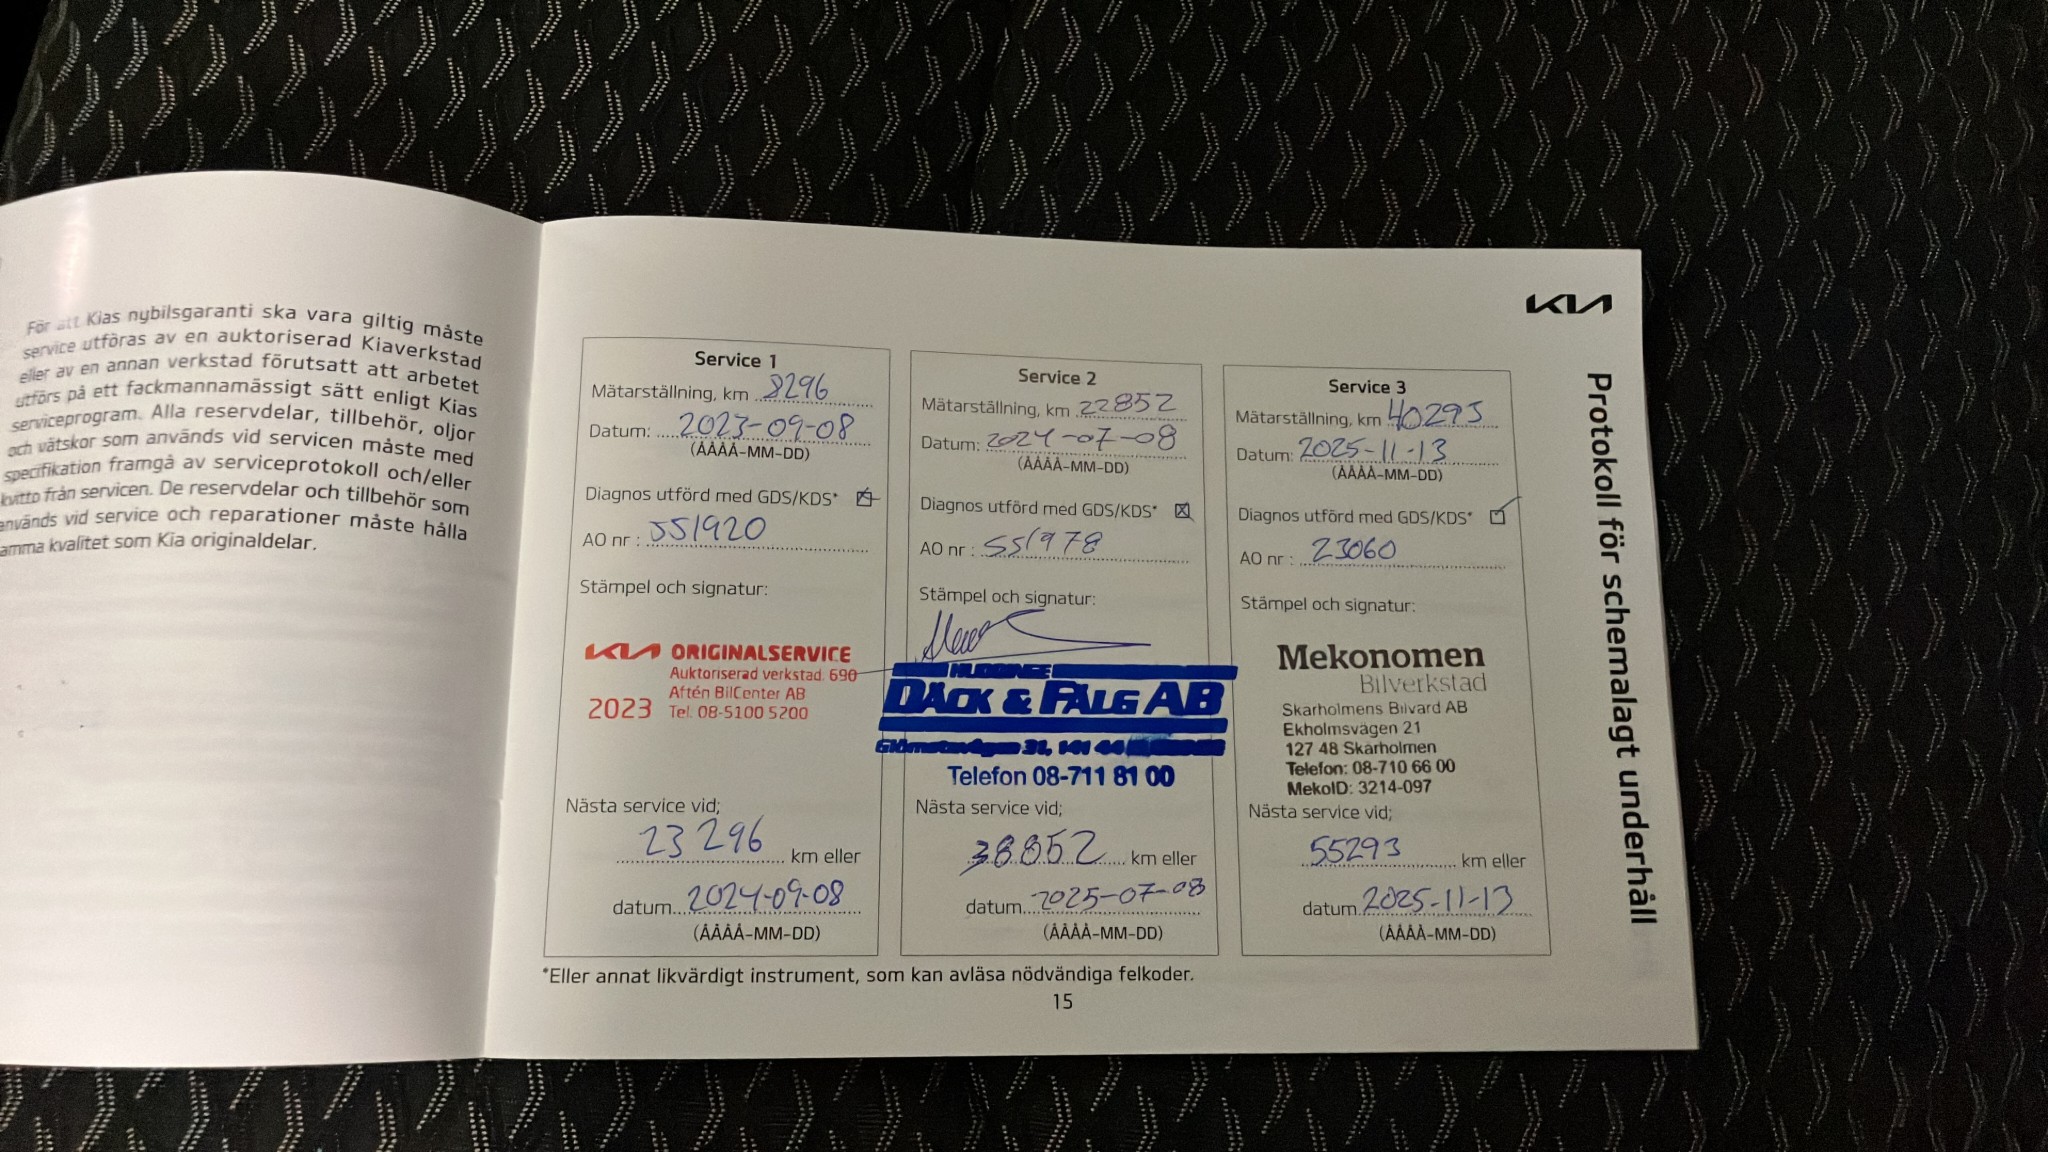 För att Kias nybilsgaranti ska vara giltig måste
service utföras av en auktoriserad Kiaverkstad
eller av en annan verkstad förutsatt att arbetet
utförs på ett fackmannamässigt sätt enligt Kias
serviceprogram. Alla reservdelar, tillbehör, oljor
och vätskor som används vid servicen måste med
specifikation framgå av serviceprotokoll och/eller
kvitto från servicen. De reservdelar och tillbehör som
används vid service och reparationer måste hålla
amma kvalitet som Kia originaldelar.
KIA
Protokoll för schemalagt underhåll
Service 1
Mätarställning, km 8296
Datum: 2023-09-08
(ÅÅÅÅ-MM-DD)
Diagnos utförd med GDS/KDS*
AO nr : 551920
Stämpel och signatur:
KIA ORIGINALSERVICE
Auktoriserad verkstad: 690
Aftén BilCenter AB
2023 Tel. 08-5100 5200
Nästa service vid;
23 296 km eller
datum 2024-09-08
(ÅÅÅÅ-MM-DD)
Service 2
Mätarställning, km 22852
Datum: 2024-07-08
(ÅÅÅÅ-MM-DD)
Diagnos utförd med GDS/KDS*
AO nr : 551978
Stämpel och signatur:
HUDDINGE
DÄCK & FÄLG AB
31, 141 44
Telefon 08-711 81 00
Nästa service vid;
38852 km eller
datum 2025-07-08
(ÅÅÅÅ-MM-DD)
Service 3
Mätarställning, km 40293
Datum: 2025-11-13
(ÅÅÅÅ-MM-DD)
Diagnos utförd med GDS/KDS*
AO nr : 23060
Stämpel och signatur:
Mekonomen
Bilverkstad
Skärholmens Bilvård AB
Ekholmsvägen 21
127 48 Skärholmen
Telefon: 08-710 66 00
MekoID: 3214-097
Nästa service vid;
55293 km eller
datum 2025-11-13
(ÅÅÅÅ-MM-DD)
*Eller annat likvärdigt instrument, som kan avläsa nödvändiga felkoder.
15